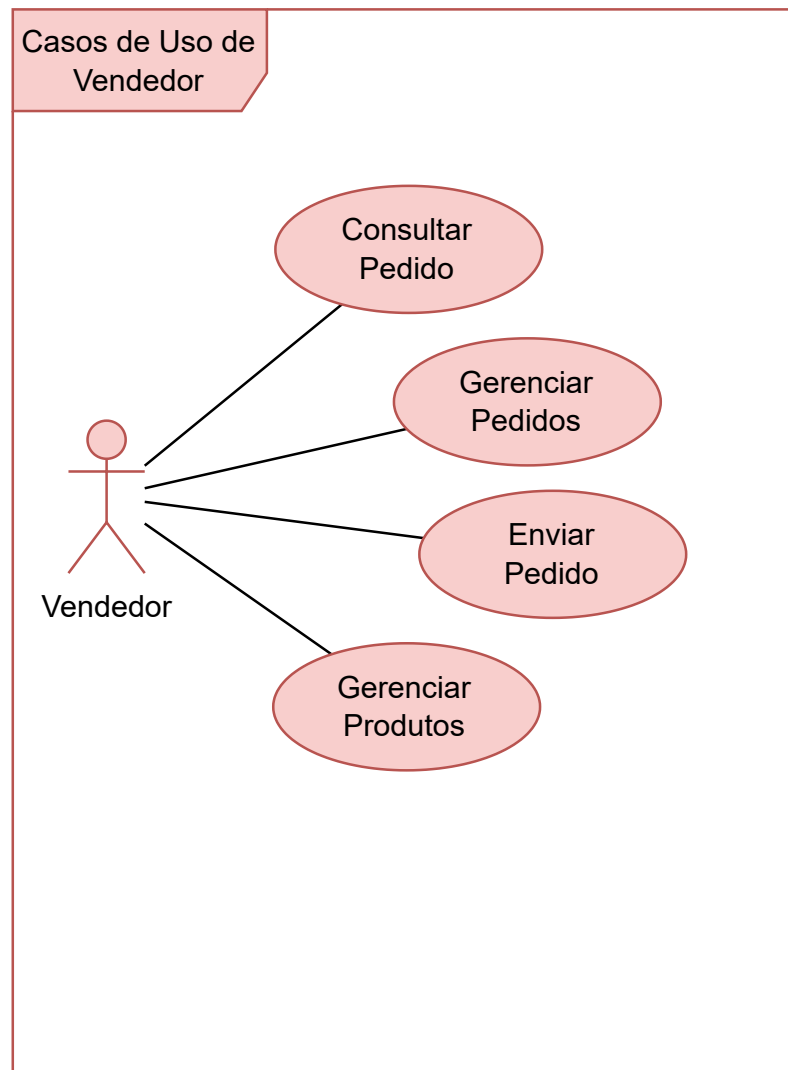 Casos de Uso de
Vendedor
Consultar
Pedido
Gerenciar
Pedidos
Enviar
Pedido
Vendedor
Gerenciar
Produtos